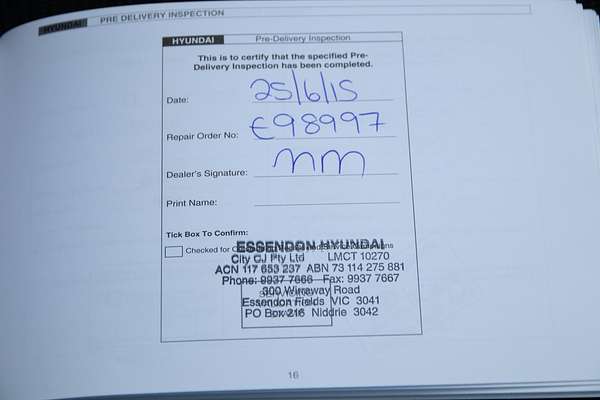 HYUNDAI PRE DELIVERY INSPECTION
HYUNDAI Pre-Delivery Inspection
This is to certify that the specified Pre-
Delivery Inspection has been completed.
Date: 25/6/15
Repair Order No: €98997
Dealer's Signature: mm
Print Name:
Tick Box To Confirm:
Checked for
ESSENDON HYUNDAI
City CJ Pty Ltd LMCT 10270
ACN 117 653 237 ABN 73 114 275 881
Phone: 9937 7666 Fax: 9937 7667
300 Wirraway Road
Essendon Fields VIC 3041
PO Box 216 Niddrie 3042
16